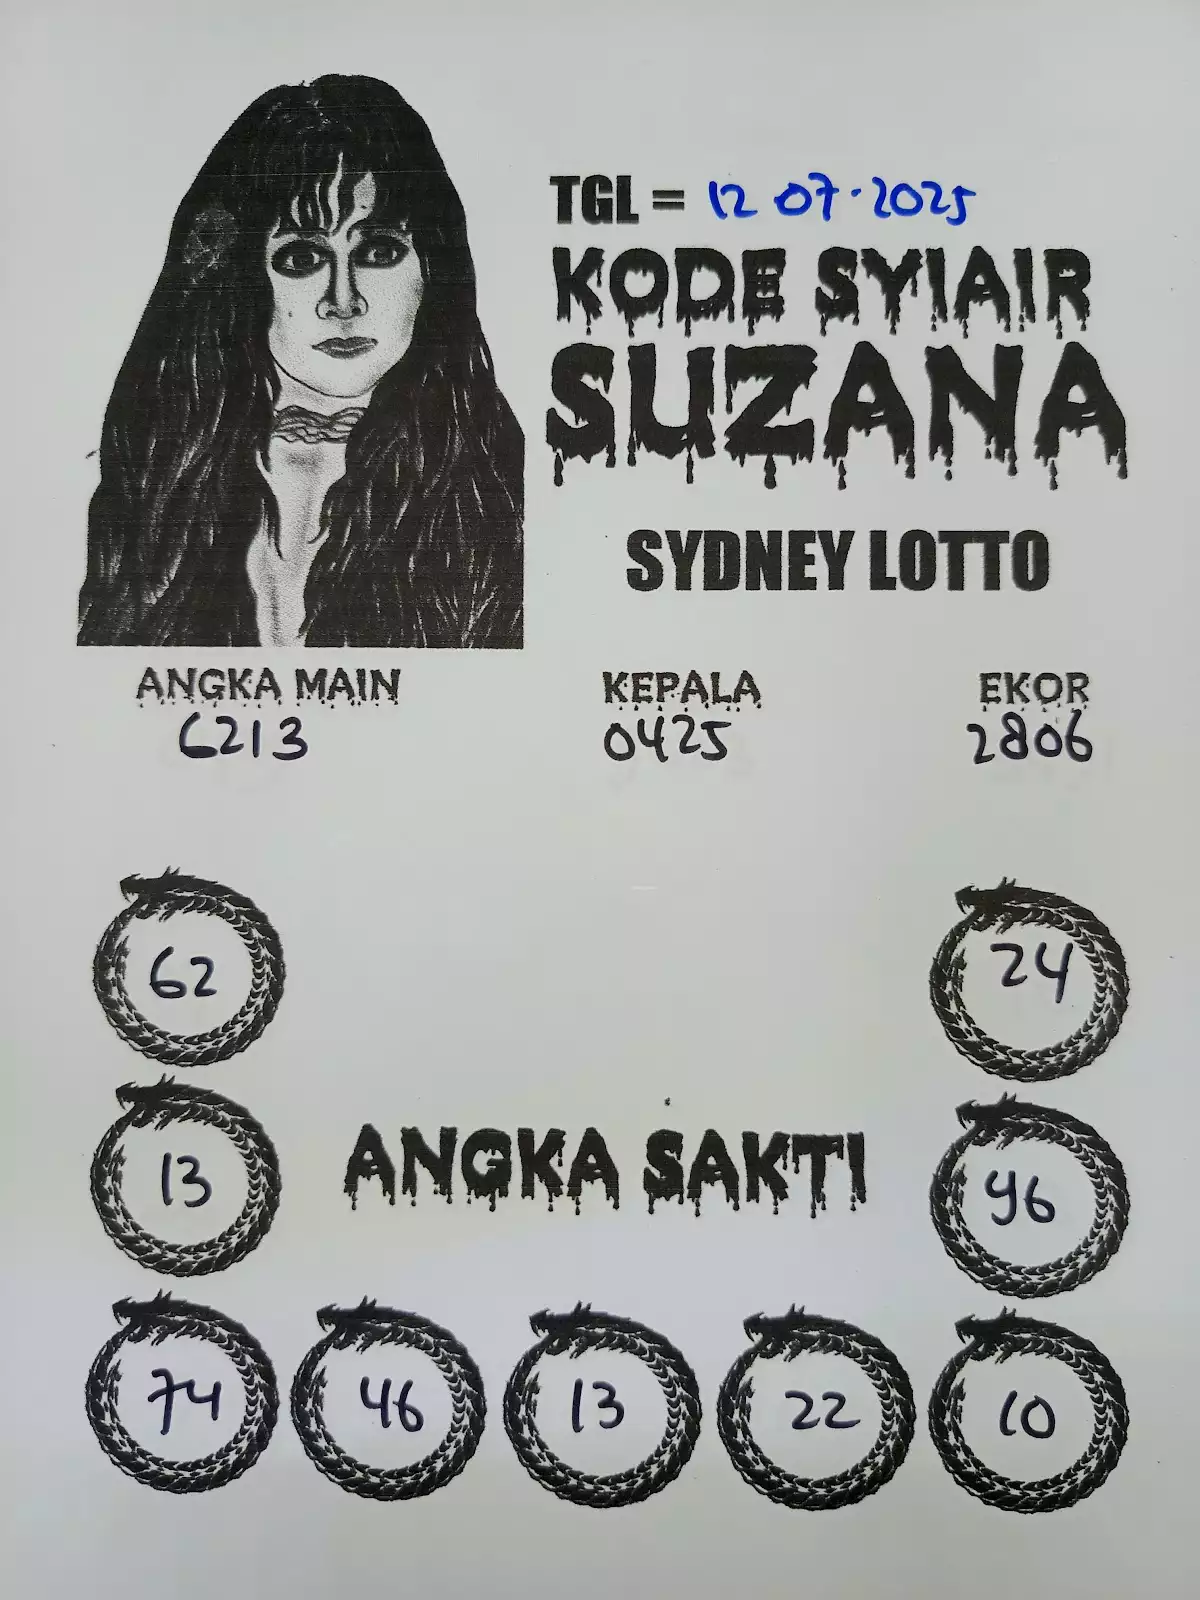 TGL = 12 07.2025
KODE SYIAIR
SUZANA
SYDNEY LOTTO
ANGKA MAIN
6213
KEPALA
0425
EKOR
2806
62
24
13
ANGKA SAKTI
96
74
46
13
22
10